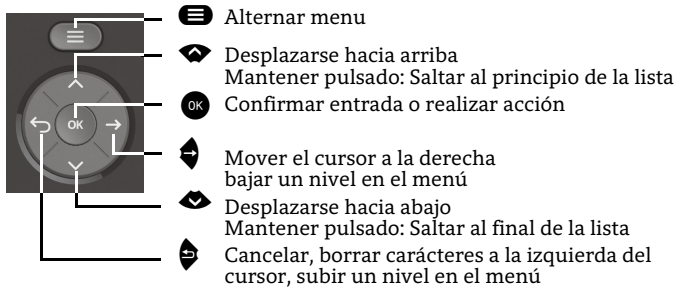 Alternar menu
Desplazarse hacia arriba
Mantener pulsado: Saltar al principio de la lista
OK
OK Confirmar entrada o realizar acción
Mover el cursor a la derecha
bajar un nivel en el menú
Desplazarse hacia abajo
Mantener pulsado: Saltar al final de la lista
Cancelar, borrar carácteres a la izquierda del
cursor, subir un nivel en el menú